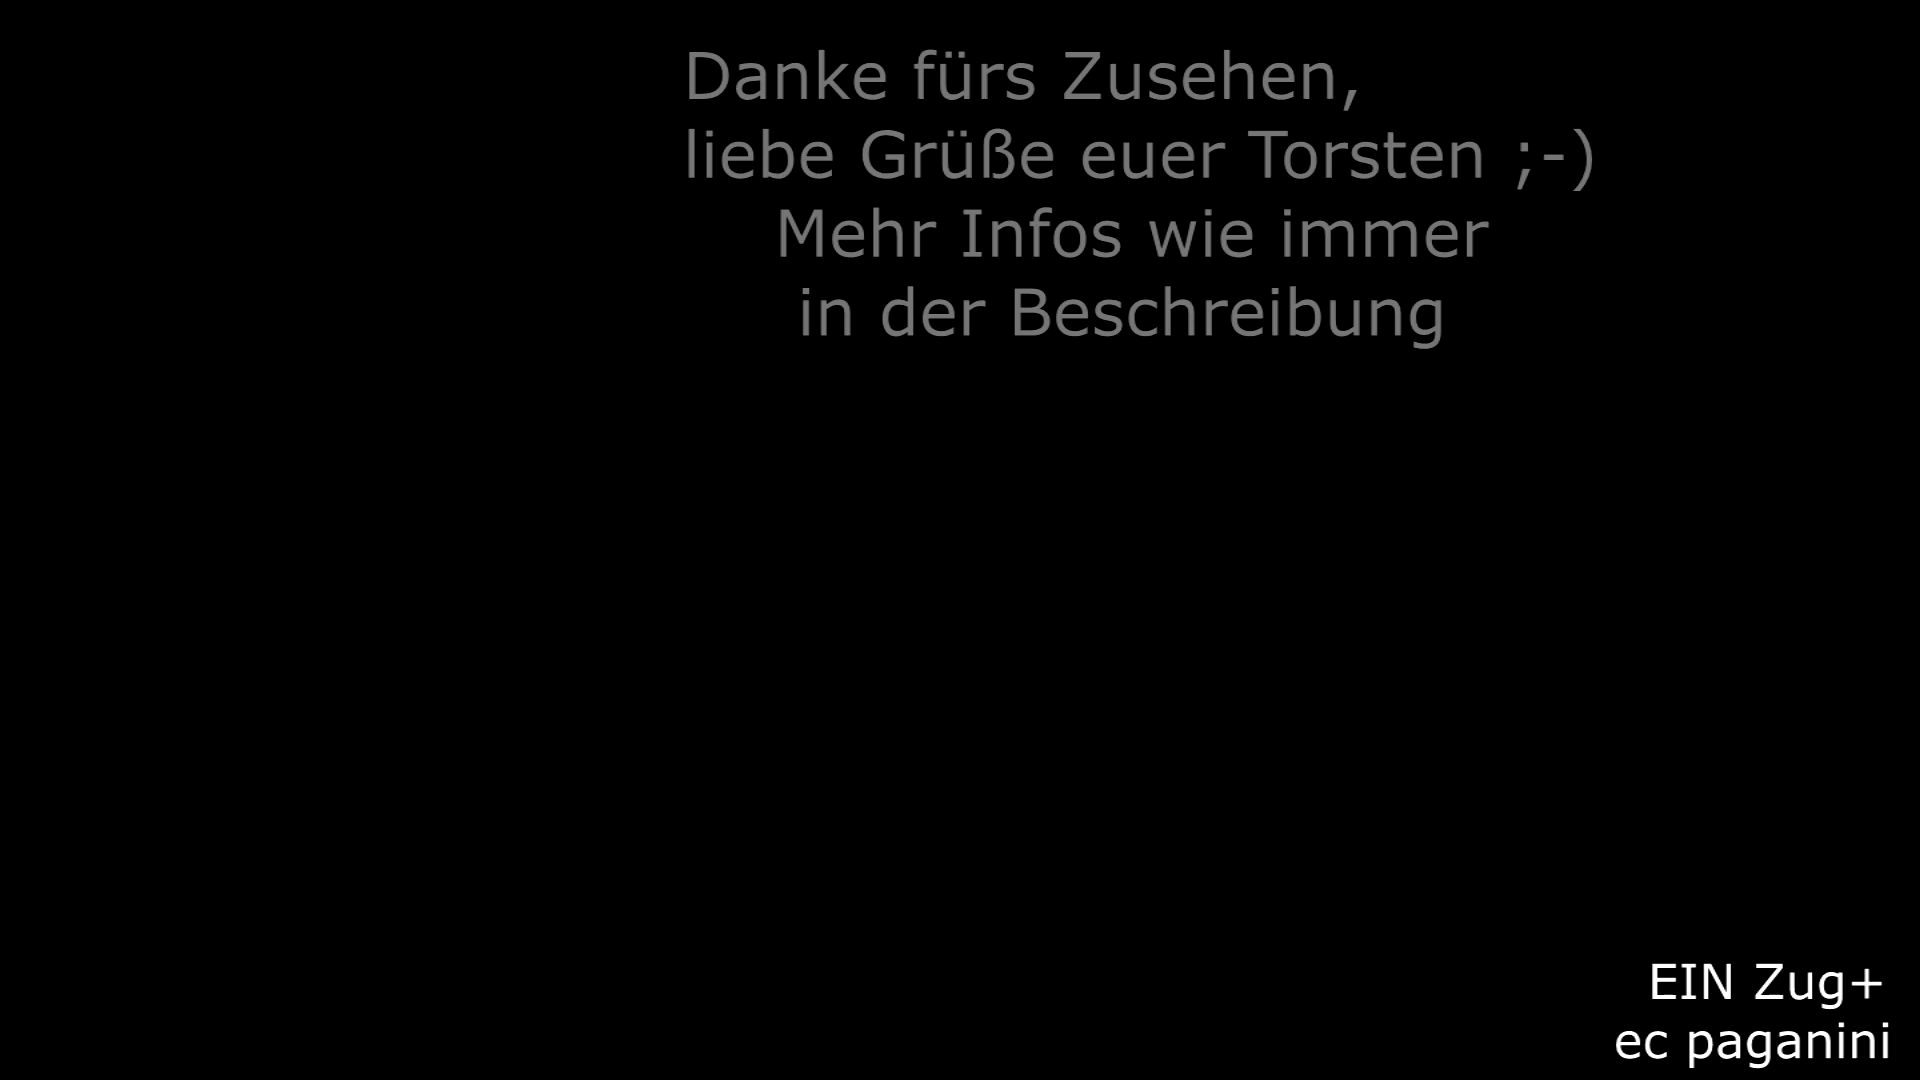 Danke fürs Zusehen,
liebe Grüße euer Torsten ;-)
Mehr Infos wie immer
in der Beschreibung
EIN Zug+
ec paganini